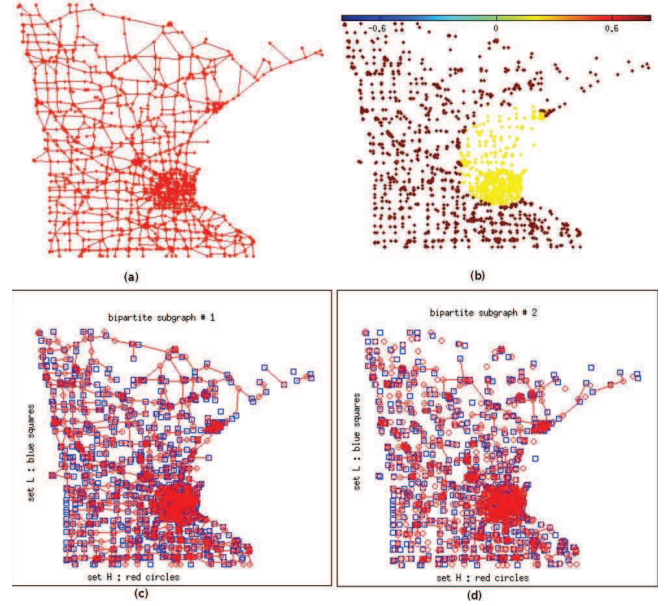 -0.6 0 0.6
(a) (b)
bipartite subgraph # 1
set L : blue squares
set H : red circles
(c)
bipartite subgraph # 2
set L : blue squares
set H : red circles
(d)